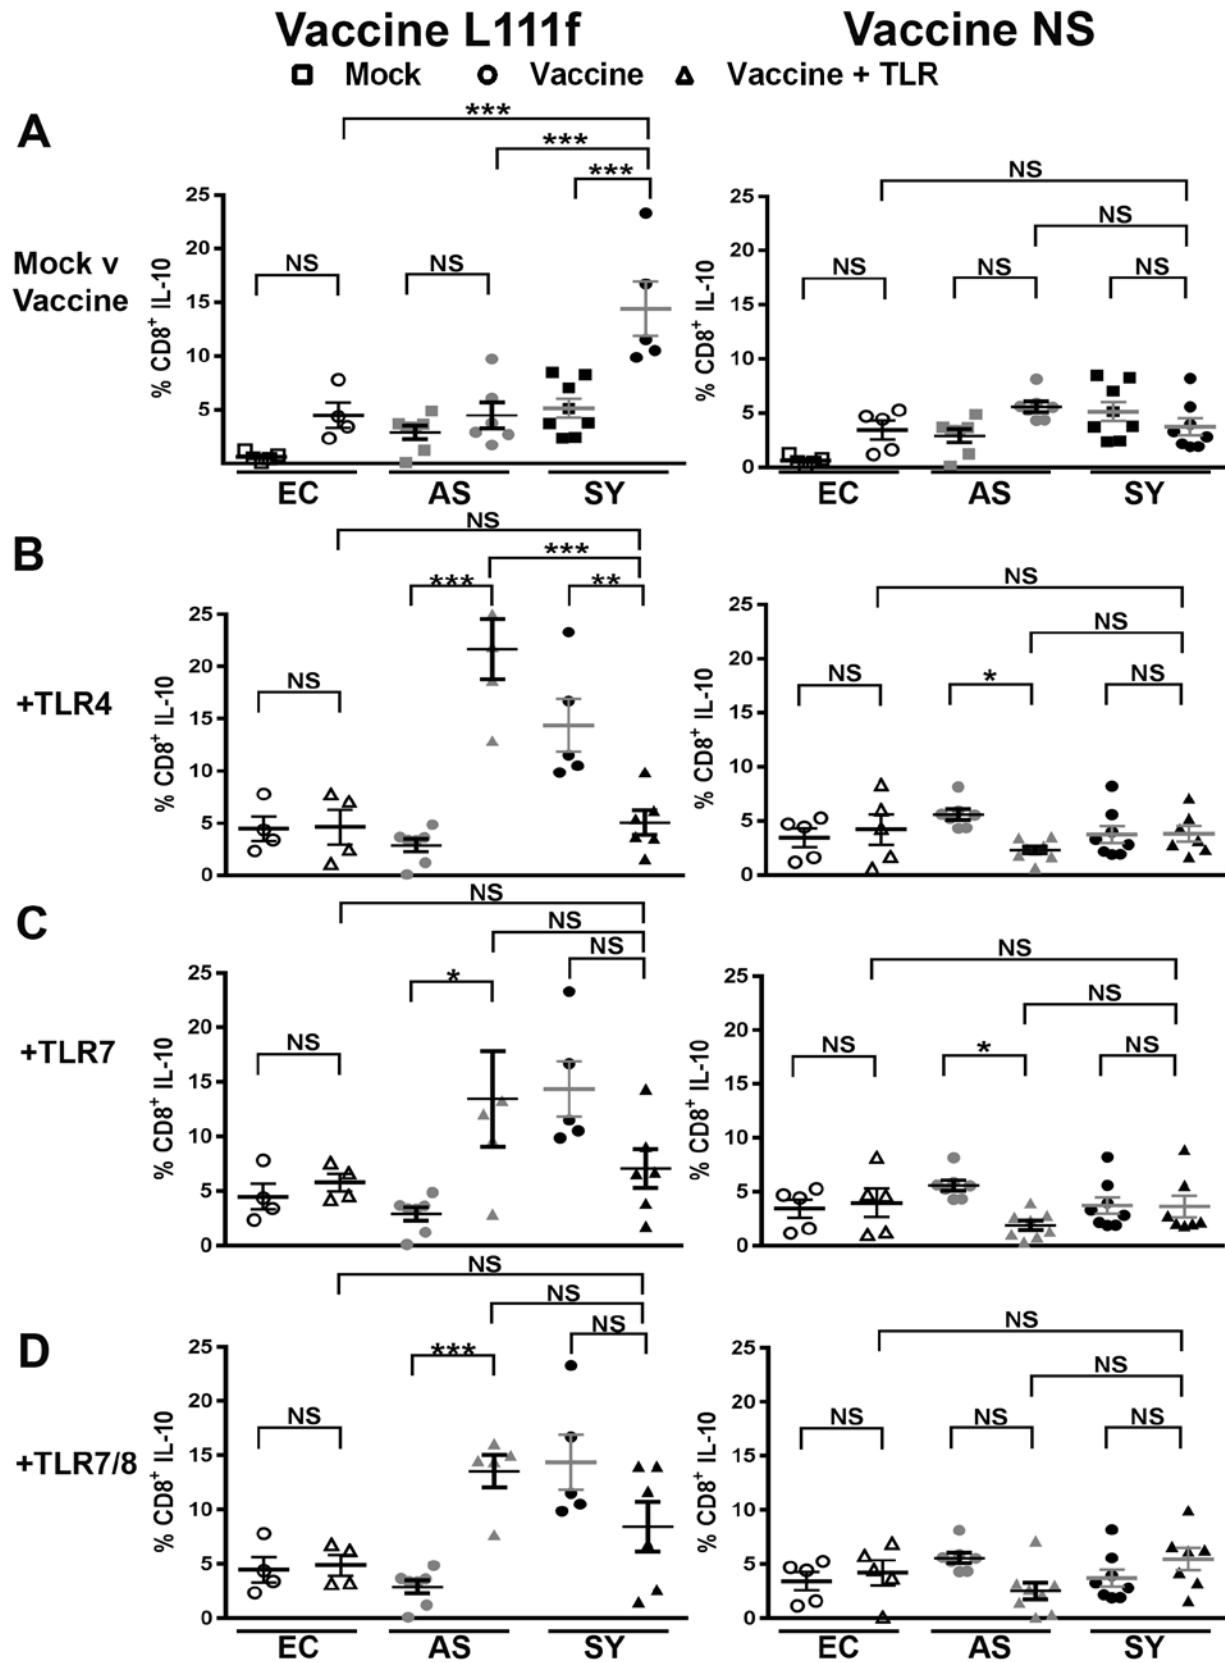 Vaccine L111f Vaccine NS
Mock Vaccine Vaccine + TLR
A
*** *** ***
NS NS
NS NS NS NS NS
Mock v
Vaccine
% CD8+ IL-10
25 20 15 10 5
% CD8+ IL-10
25 20 15 10 5 0
EC AS SY EC AS SY
B
NS *** *** ** NS
NS NS NS * NS
+TLR4
% CD8+ IL-10
25 20 15 10 5 0
% CD8+ IL-10
25 20 15 10 5 0
C
NS NS NS * NS
NS NS NS * NS
+TLR7
% CD8+ IL-10
25 20 15 10 5 0
% CD8+ IL-10
25 20 15 10 5 0
D
NS NS NS *** NS
NS NS NS NS NS
+TLR7/8
% CD8+ IL-10
25 20 15 10 5 0
% CD8+ IL-10
25 20 15 10 5 0
EC AS SY EC AS SY